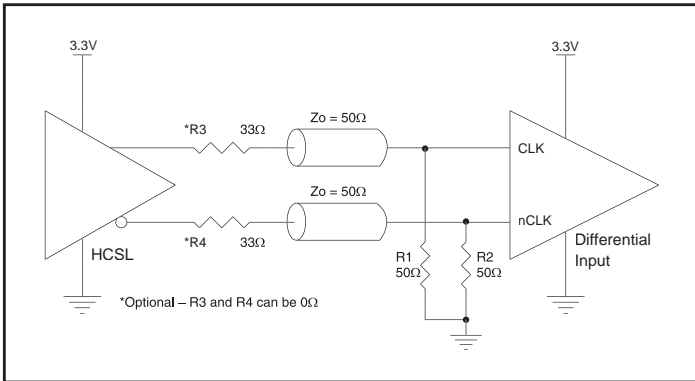 3.3V
3.3V
*R3 33Ω
Zo = 50Ω
CLK
Zo = 50Ω
nCLK
*R4 33Ω
HCSL
R1
50Ω
R2
50Ω
Differential
Input
*Optional – R3 and R4 can be 0Ω